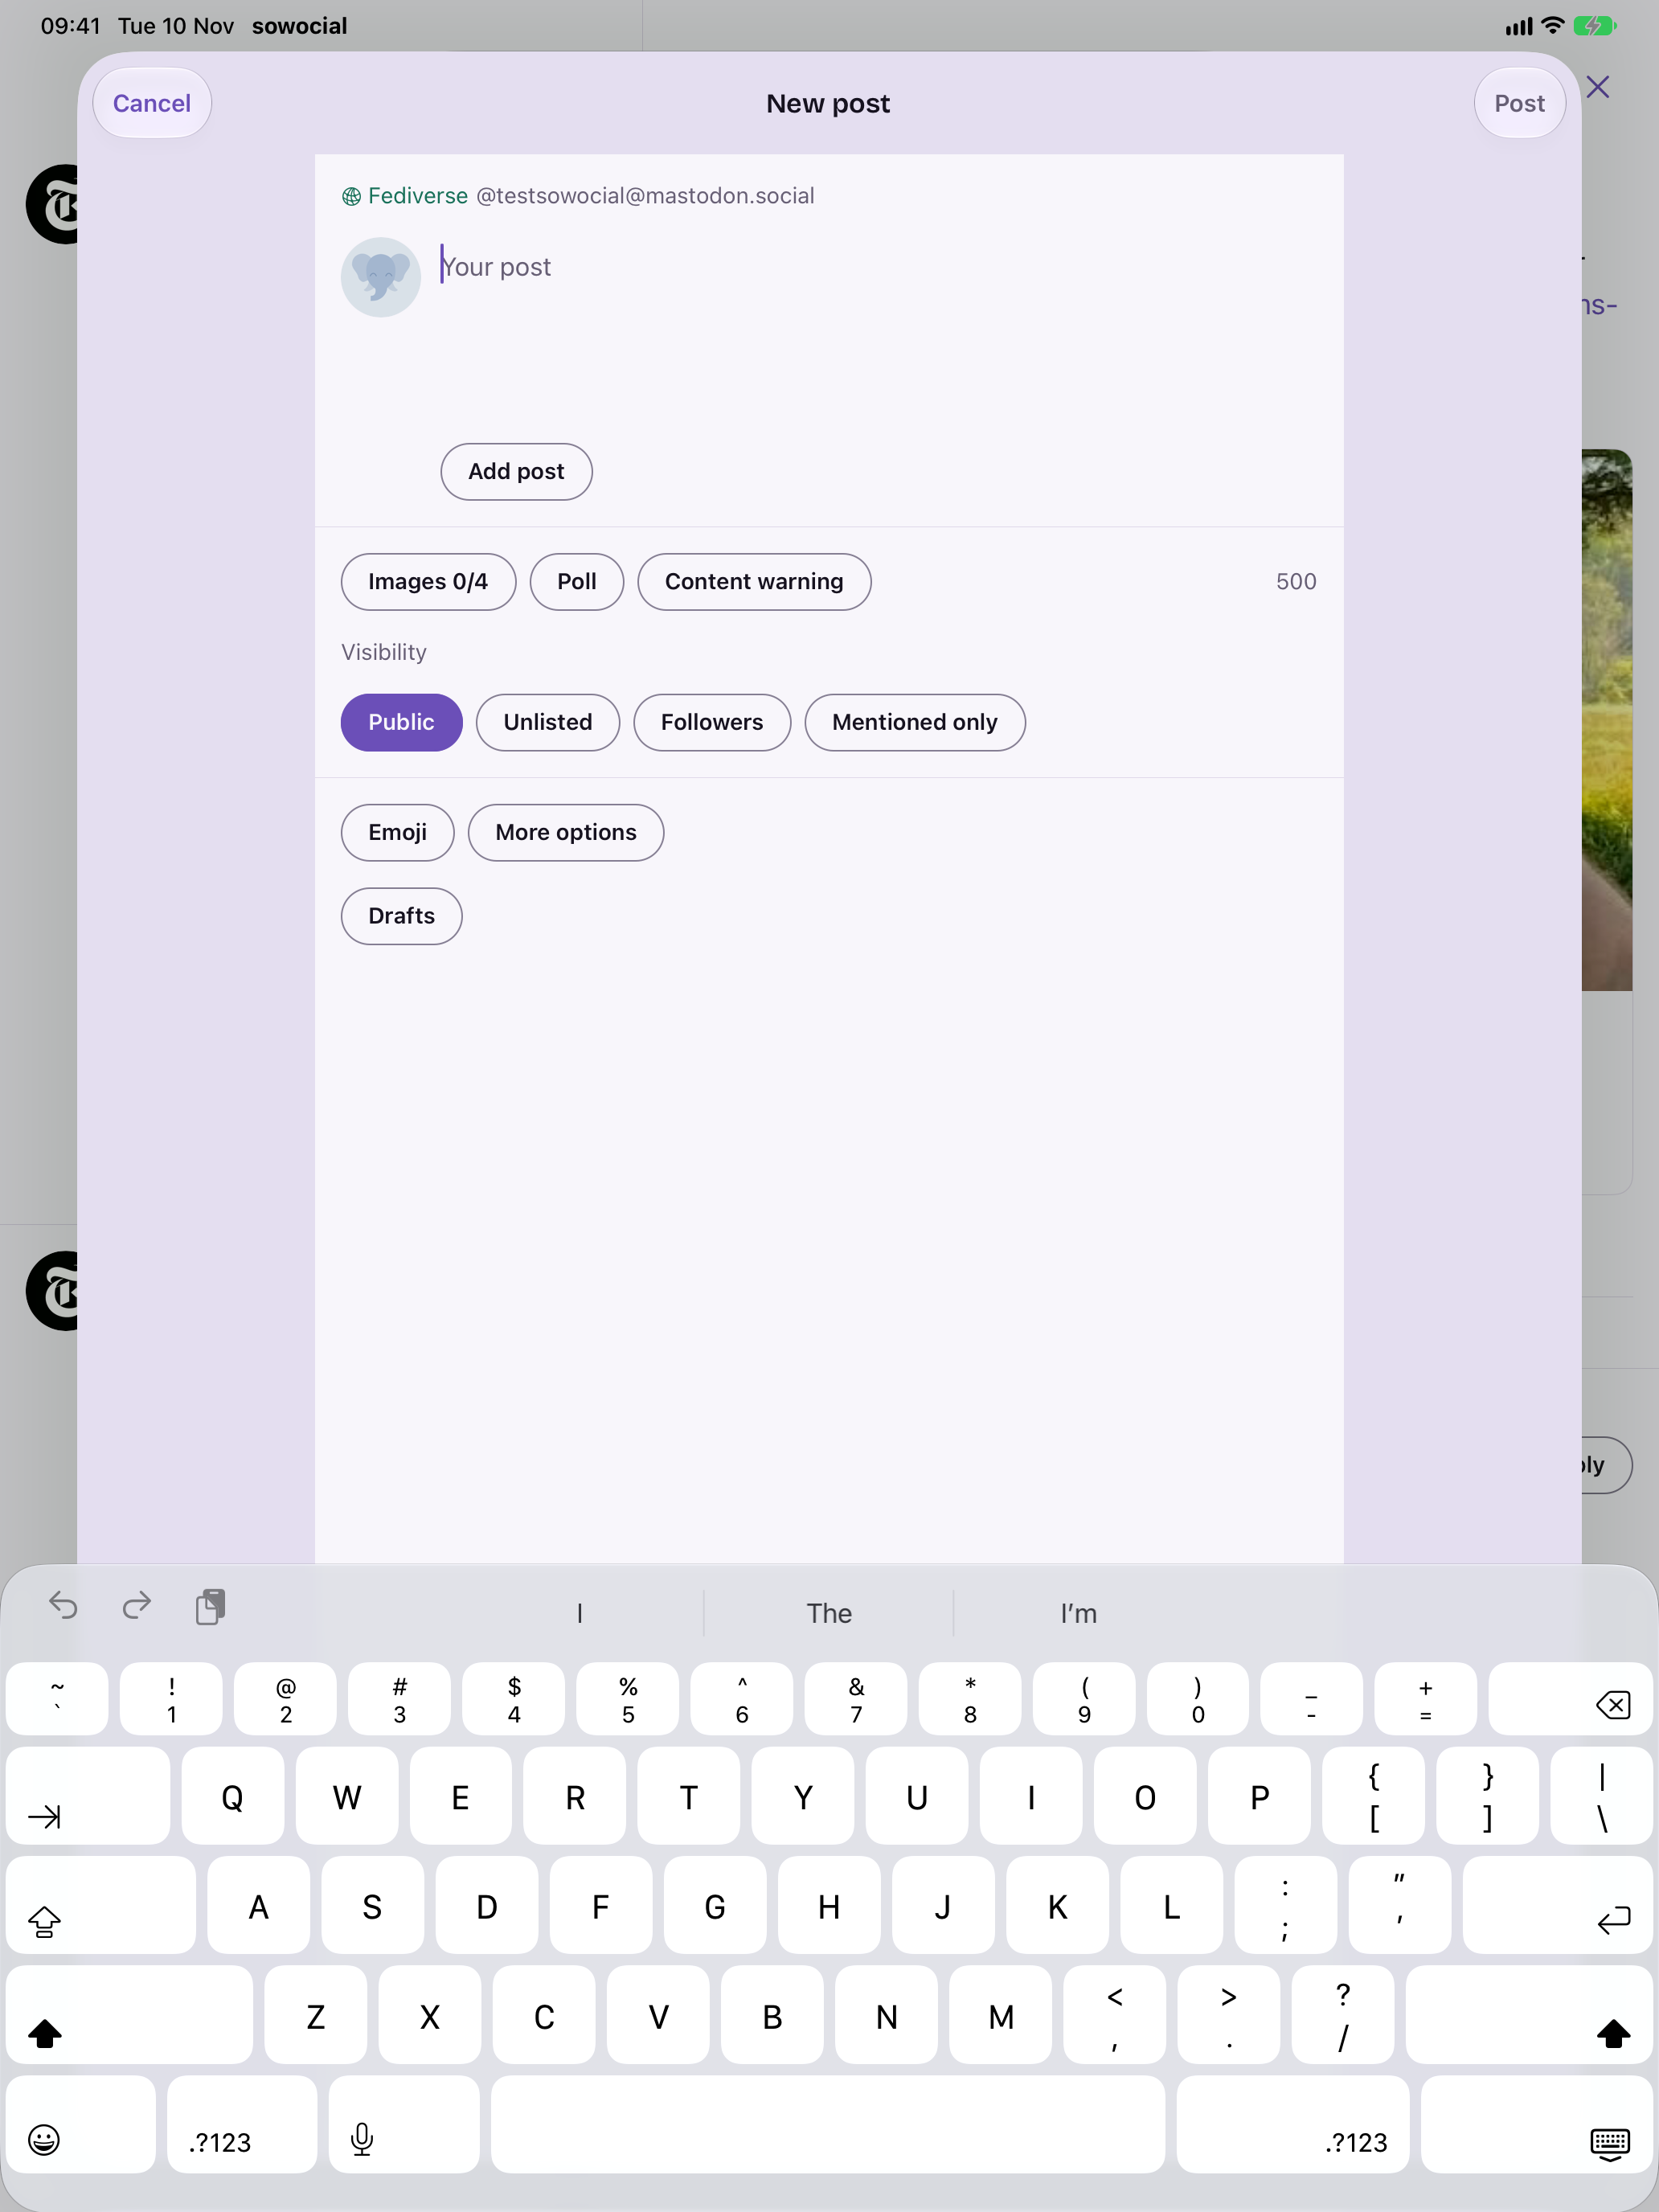 09:41 Tue 10 Nov sowocial
Cancel
New post
Post
Fediverse @testsowocial@mastodon.social
Your post
ns-
Add post
Images 0/4 Poll Content warning 500
Visibility
Public Unlisted Followers Mentioned only
Emoji More options
Drafts
ply
I The I’m
~ ! @ # $ % ^ & * ( ) _ +
` 1 2 3 4 5 6 7 8 9 0 - =
Q W E R T Y U I O P { } |
[ ] \
A S D F G H J K L : "
; '
Z X C V B N M < > ?
, . /
.?123 .?123